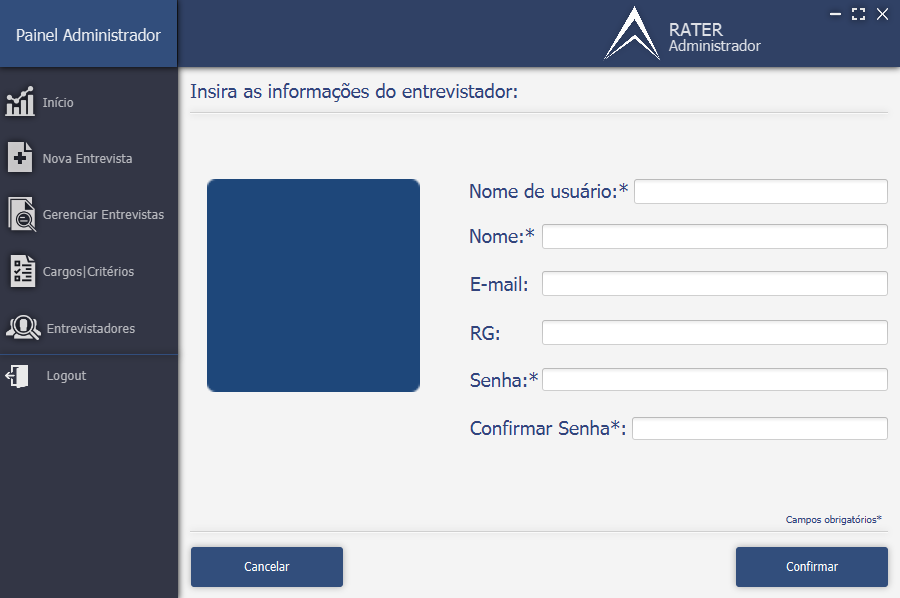 Painel Administrador
RATER
Administrador
Início
Nova Entrevista
Gerenciar Entrevistas
Cargos|Critérios
Entrevistadores
Logout
Insira as informações do entrevistador:
Nome de usuário:*
Nome:*
E-mail:
RG:
Senha:*
Confirmar Senha*:
Campos obrigatórios*
Cancelar
Confirmar